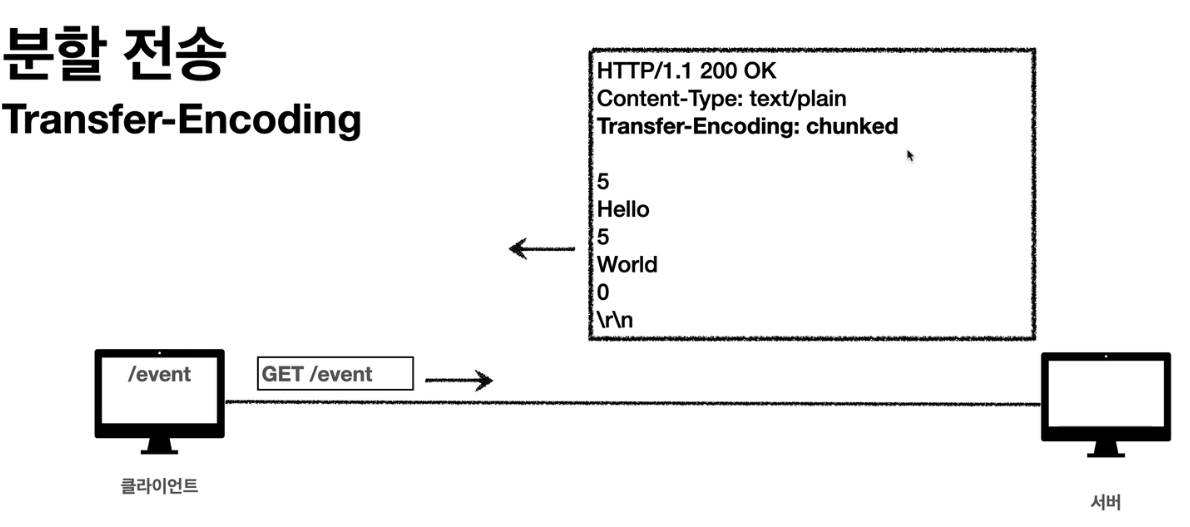 분할 전송
Transfer-Encoding
HTTP/1.1 200 OK
Content-Type: text/plain
Transfer-Encoding: chunked
5
Hello
5
World
0
\r\n
/event
GET /event
클라이언트
서버